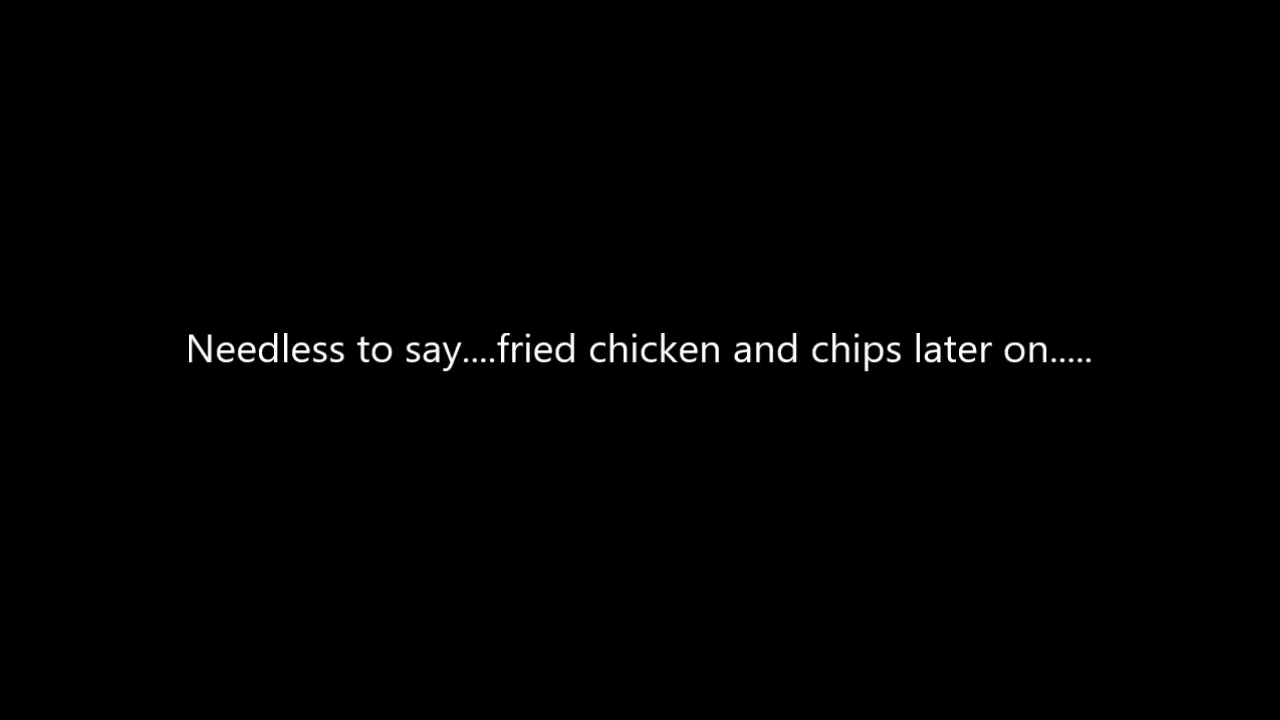 Needless to say....fried chicken and chips later on.....